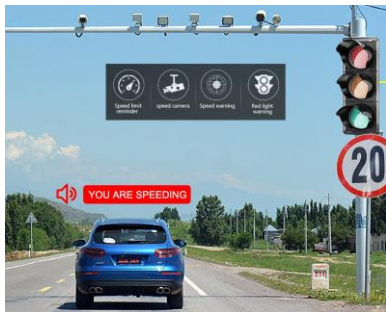 Speed limit reminder
speed camera
Speed warning
Red light warning
20
YOU ARE SPEEDING